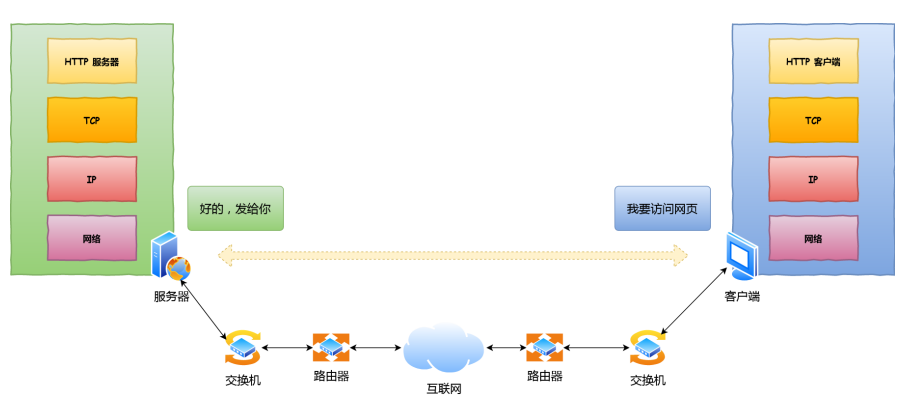 HTTP 服务器
TCP
IP
网络
服务器
好的，发给你
我要访问网页
HTTP 客户端
TCP
IP
网络
客户端
交换机
路由器
互联网
路由器
交换机